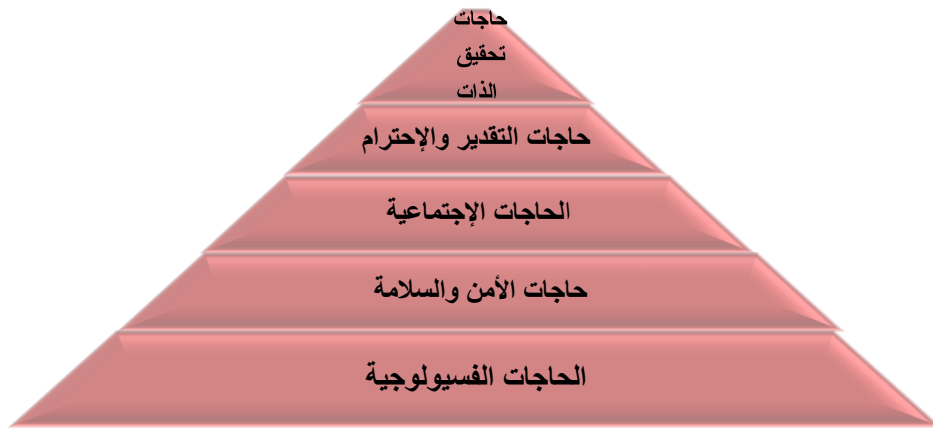 حاجات
تحقيق
الذات
حاجات التقدير والإحترام
الحاجات الإجتماعية
حاجات الأمن والسلامة
الحاجات الفسيولوجية